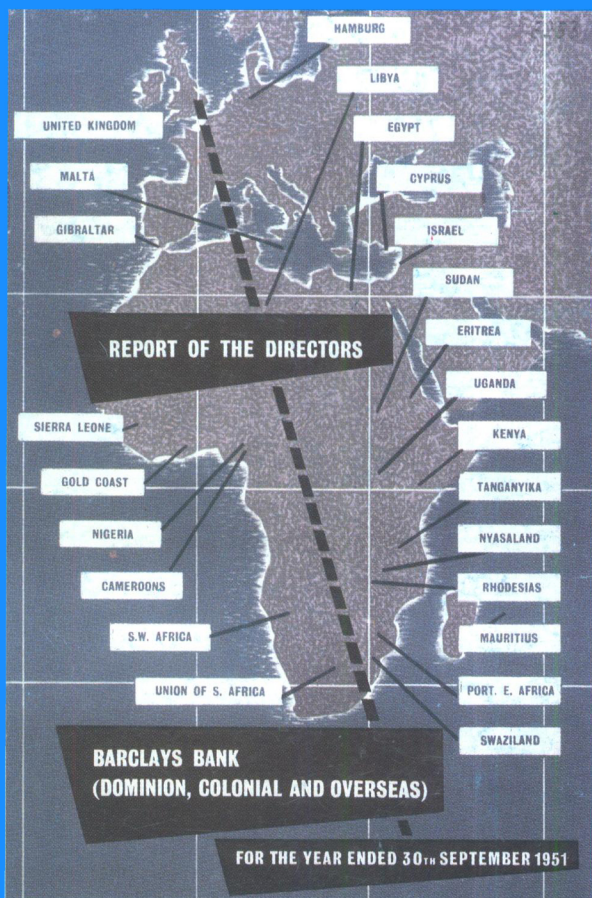 HAMBURG
LIBYA
UNITED KINGDOM
EGYPT
MALTA
CYPRUS
GIBRALTAR
ISRAEL
SUDAN
REPORT OF THE DIRECTORS
ERITREA
UGANDA
SIERRA LEONE
KENYA
GOLD COAST
TANGANYIKA
NIGERIA
NYASALAND
CAMEROONS
RHODESIAS
S.W. AFRICA
MAURITIUS
UNION OF S. AFRICA
PORT. E. AFRICA
SWAZILAND
BARCLAYS BANK
(DOMINION, COLONIAL AND OVERSEAS)
FOR THE YEAR ENDED 30TH SEPTEMBER 1951